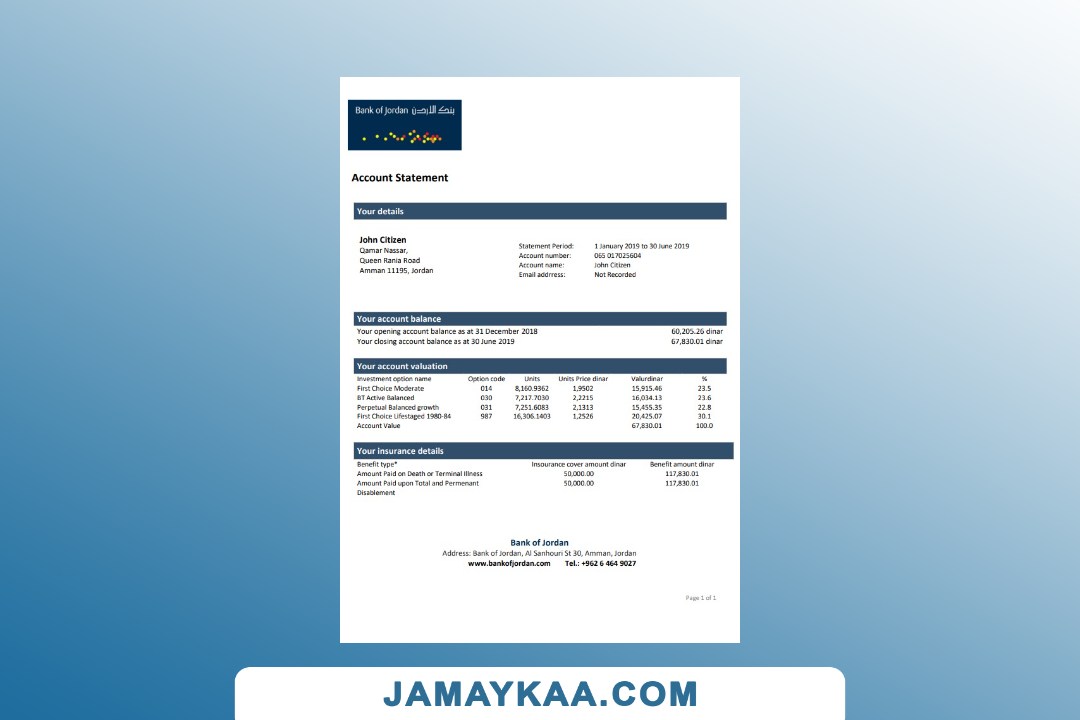 Bank of Jordan بنك الأردن
Account Statement
Your details
John Citizen
Qamar Nassar,
Queen Rania Road
Amman 11195, Jordan
Statement Period: 1 January 2019 to 30 June 2019
Account number: 065 017025604
Account name: John Citizen
Email addrress: Not Recorded
Your account balance
Your opening account balance as at 31 December 2018 60,205.26 dinar
Your closing account balance as at 30 June 2019 67,830.01 dinar
Your account valuation
Investment option name Option code Units Units Price dinar Valurdinar %
First Choice Moderate 014 8,160.9362 1,9502 15,915.46 23.5
BT Active Balanced 030 7,217.7030 2,2215 16,034.13 23.6
Perpetual Balanced growth 031 7,251.6083 2,1313 15,455.35 22.8
First Choice Lifestaged 1980-84 987 16,306.1403 1,2526 20,425.07 30.1
Account Value 67,830.01 100.0
Your insurance details
Benefit type* Insourance cover amount dinar Benefit amount dinar
Amount Paid on Death or Terminal Illness 50,000.00 117,830.01
Amount Paid upon Total and Permenant 50,000.00 117,830.01
Disablement
Bank of Jordan
Address: Bank of Jordan, Al Sanhouri St 30, Amman, Jordan
www.bankofjordan.com Tel.: +962 6 464 9027
Page 1 of 1
JAMAYKAA.COM